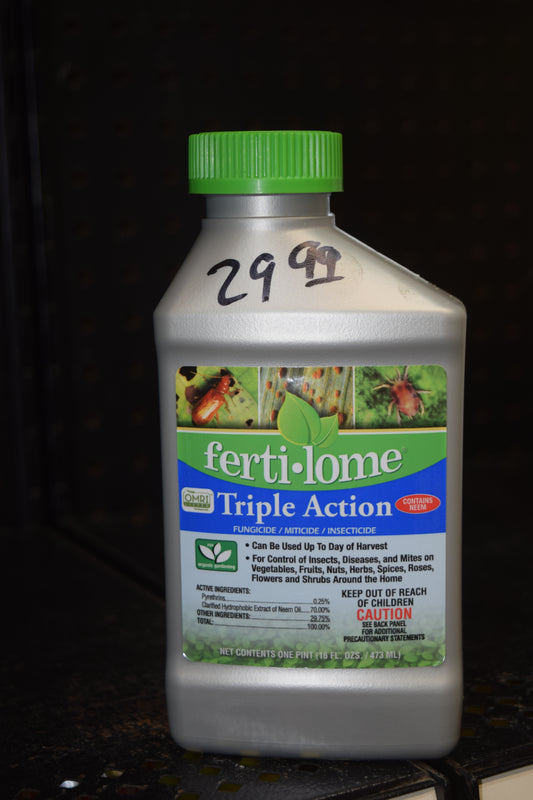 29 99
ferti•lome
OMRI
LISTED
Triple Action
CONTAINS
NEEM
FUNGICIDE / MITICIDE / INSECTICIDE
organic gardening
• Can Be Used Up To Day of Harvest
• For Control of Insects, Diseases, and Mites on
Vegetables, Fruits, Nuts, Herbs, Spices, Roses,
Flowers and Shrubs Around the Home
ACTIVE INGREDIENTS:
Pyrethrins....................0.25%
Clarified Hydrophobic Extract of Neem Oil.....70.00%
OTHER INGREDIENTS:....................29.75%
TOTAL:....................100.00%
KEEP OUT OF REACH
OF CHILDREN
CAUTION
SEE BACK PANEL
FOR ADDITIONAL
PRECAUTIONARY STATEMENTS
NET CONTENTS ONE PINT (16 FL. OZS. / 473 ML)